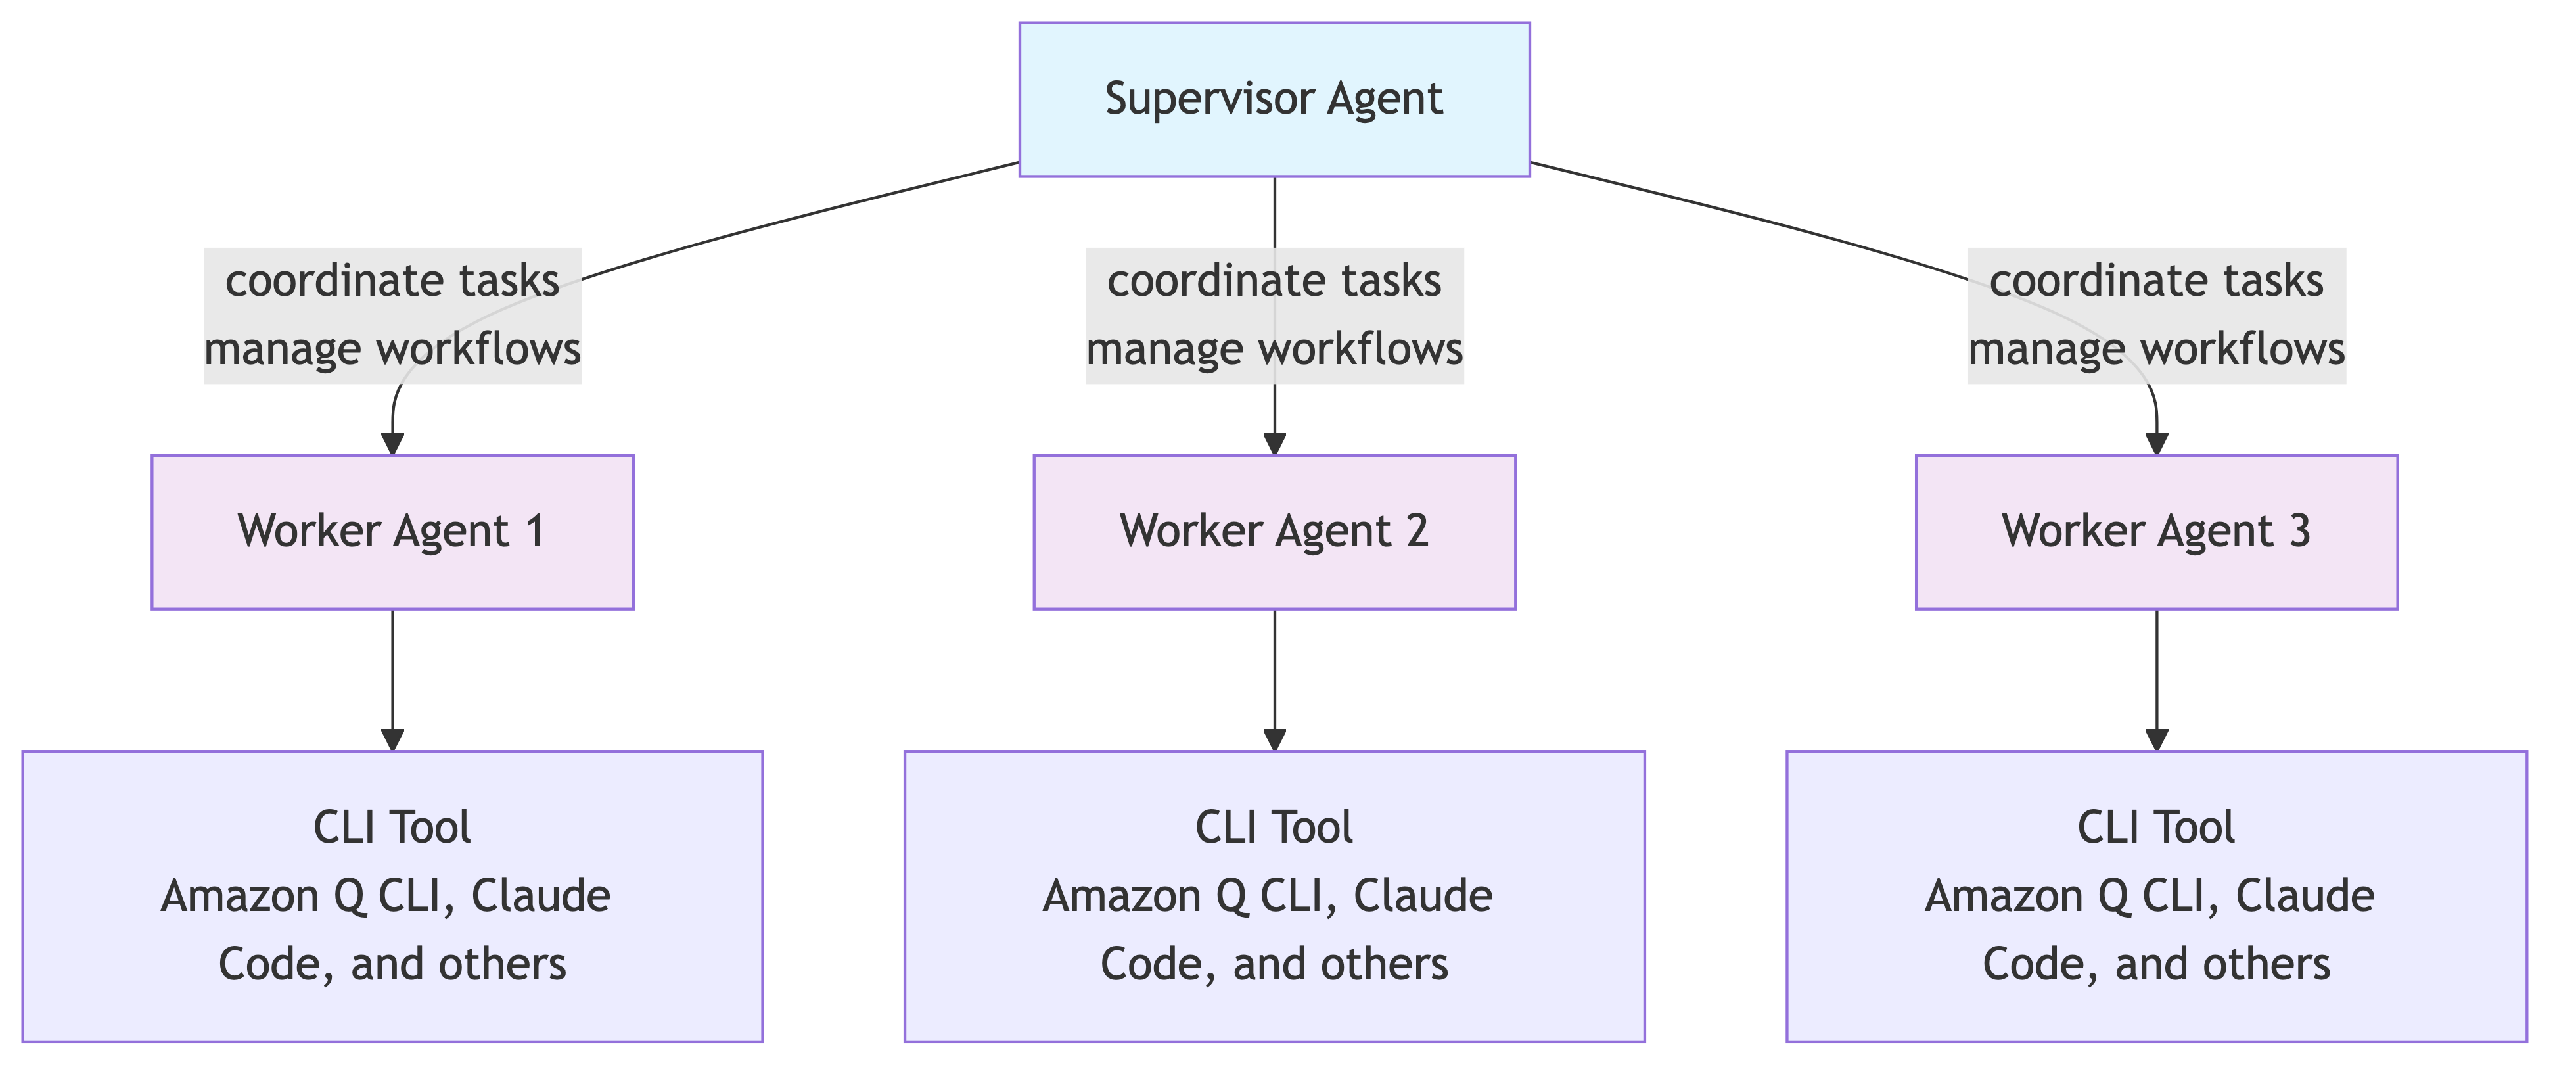 Supervisor Agent
coordinate tasks
manage workflows
coordinate tasks
manage workflows
coordinate tasks
manage workflows
Worker Agent 1
Worker Agent 2
Worker Agent 3
CLI Tool
Amazon Q CLI, Claude
Code, and others
CLI Tool
Amazon Q CLI, Claude
Code, and others
CLI Tool
Amazon Q CLI, Claude
Code, and others